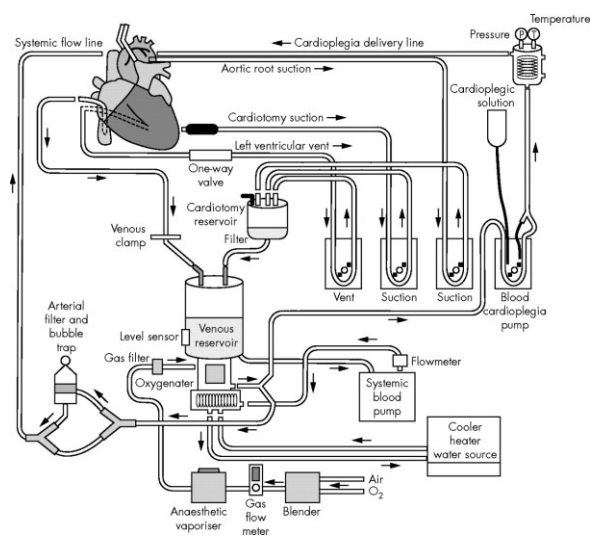 Temperature
Pressure
P T
Systemic flow line
Cardioplegia delivery line
Aortic root suction
Cardioplegic
solution
Cardiotomy suction
Left ventricular vent
One-way
valve
Cardiotomy
reservoir
Venous
clamp
Filter
Vent
Suction
Suction
Blood
cardioplegia
pump
Arterial
filter and
bubble
trap
Level sensor
Venous
reservoir
Gas filter
Oxygenater
Flowmeter
Systemic
blood
pump
Cooler
heater
water source
Air
O2
Anaesthetic
vaporiser
Gas
flow
meter
Blender